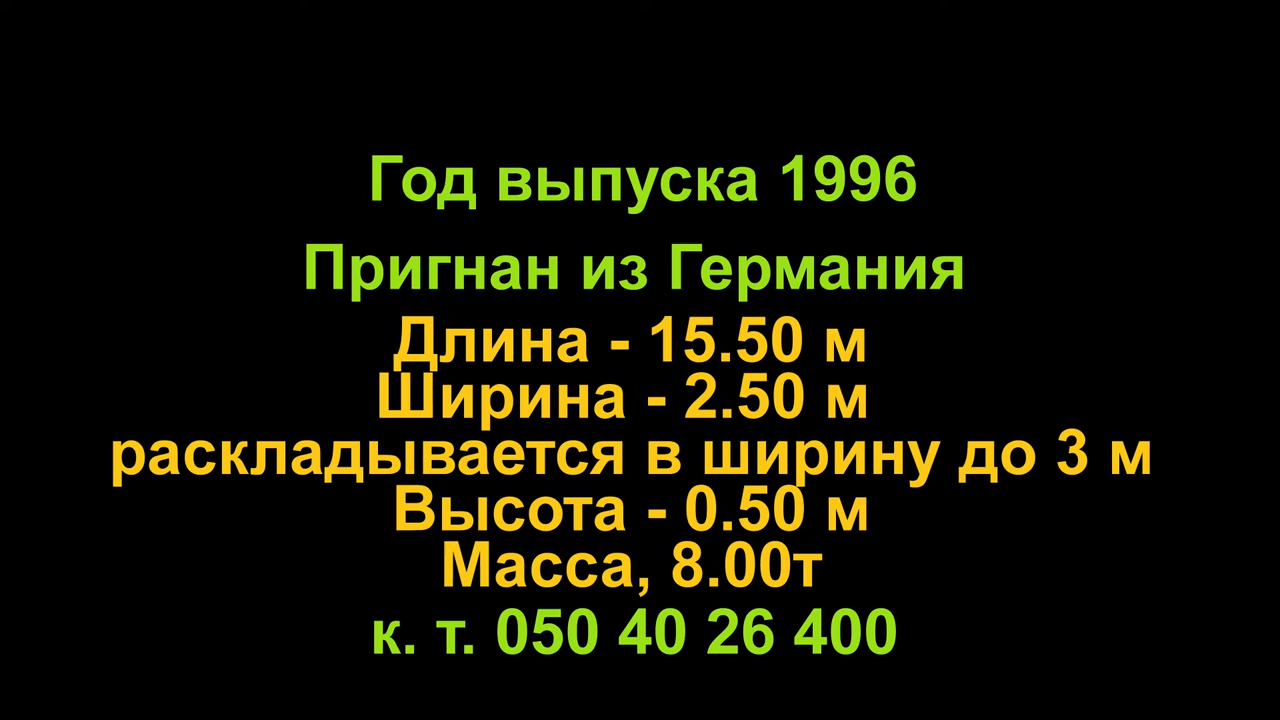 Год выпуска 1996
Пригнан из Германия
Длина - 15.50 м
Ширина - 2.50 м
раскладывается в ширину до 3 м
Высота - 0.50 м
Масса, 8.00т
к. т. 050 40 26 400